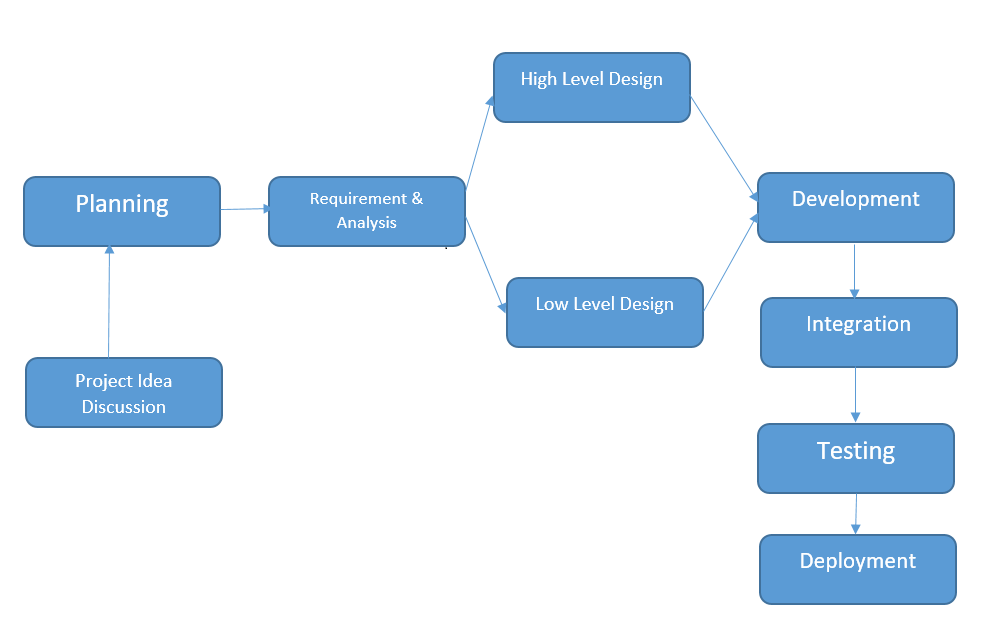 High Level Design
Planning
Requirement &
Analysis
Development
Low Level Design
Integration
Project Idea
Discussion
Testing
Deployment